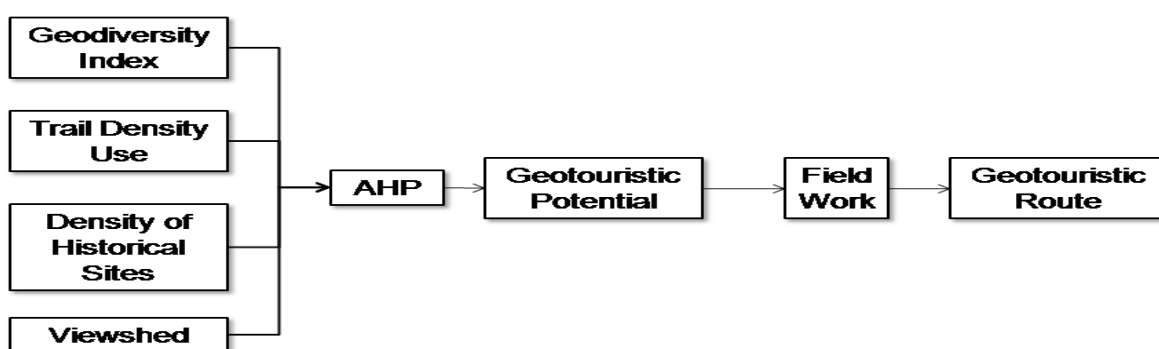 Geodiversity
Index
Trail Density
Use
Density of
Historical
Sites
Viewshed
AHP
Geotouristic
Potential
Field
Work
Geotouristic
Route